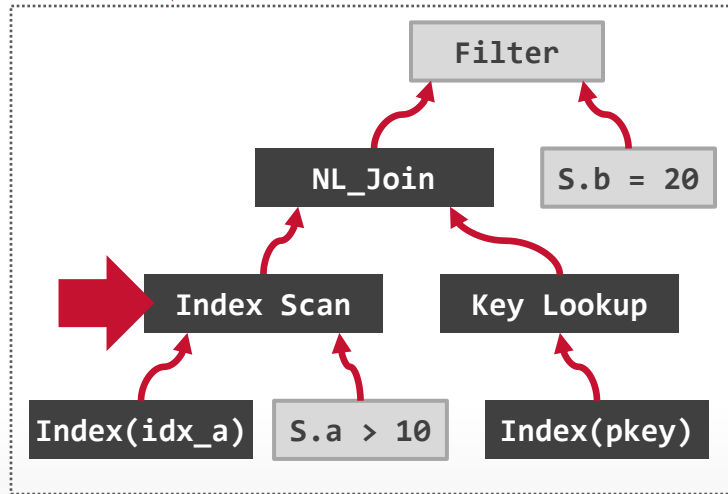 Filter
NL_Join
S.b = 20
Index Scan
Key Lookup
Index(idx_a)
S.a > 10
Index(pkey)